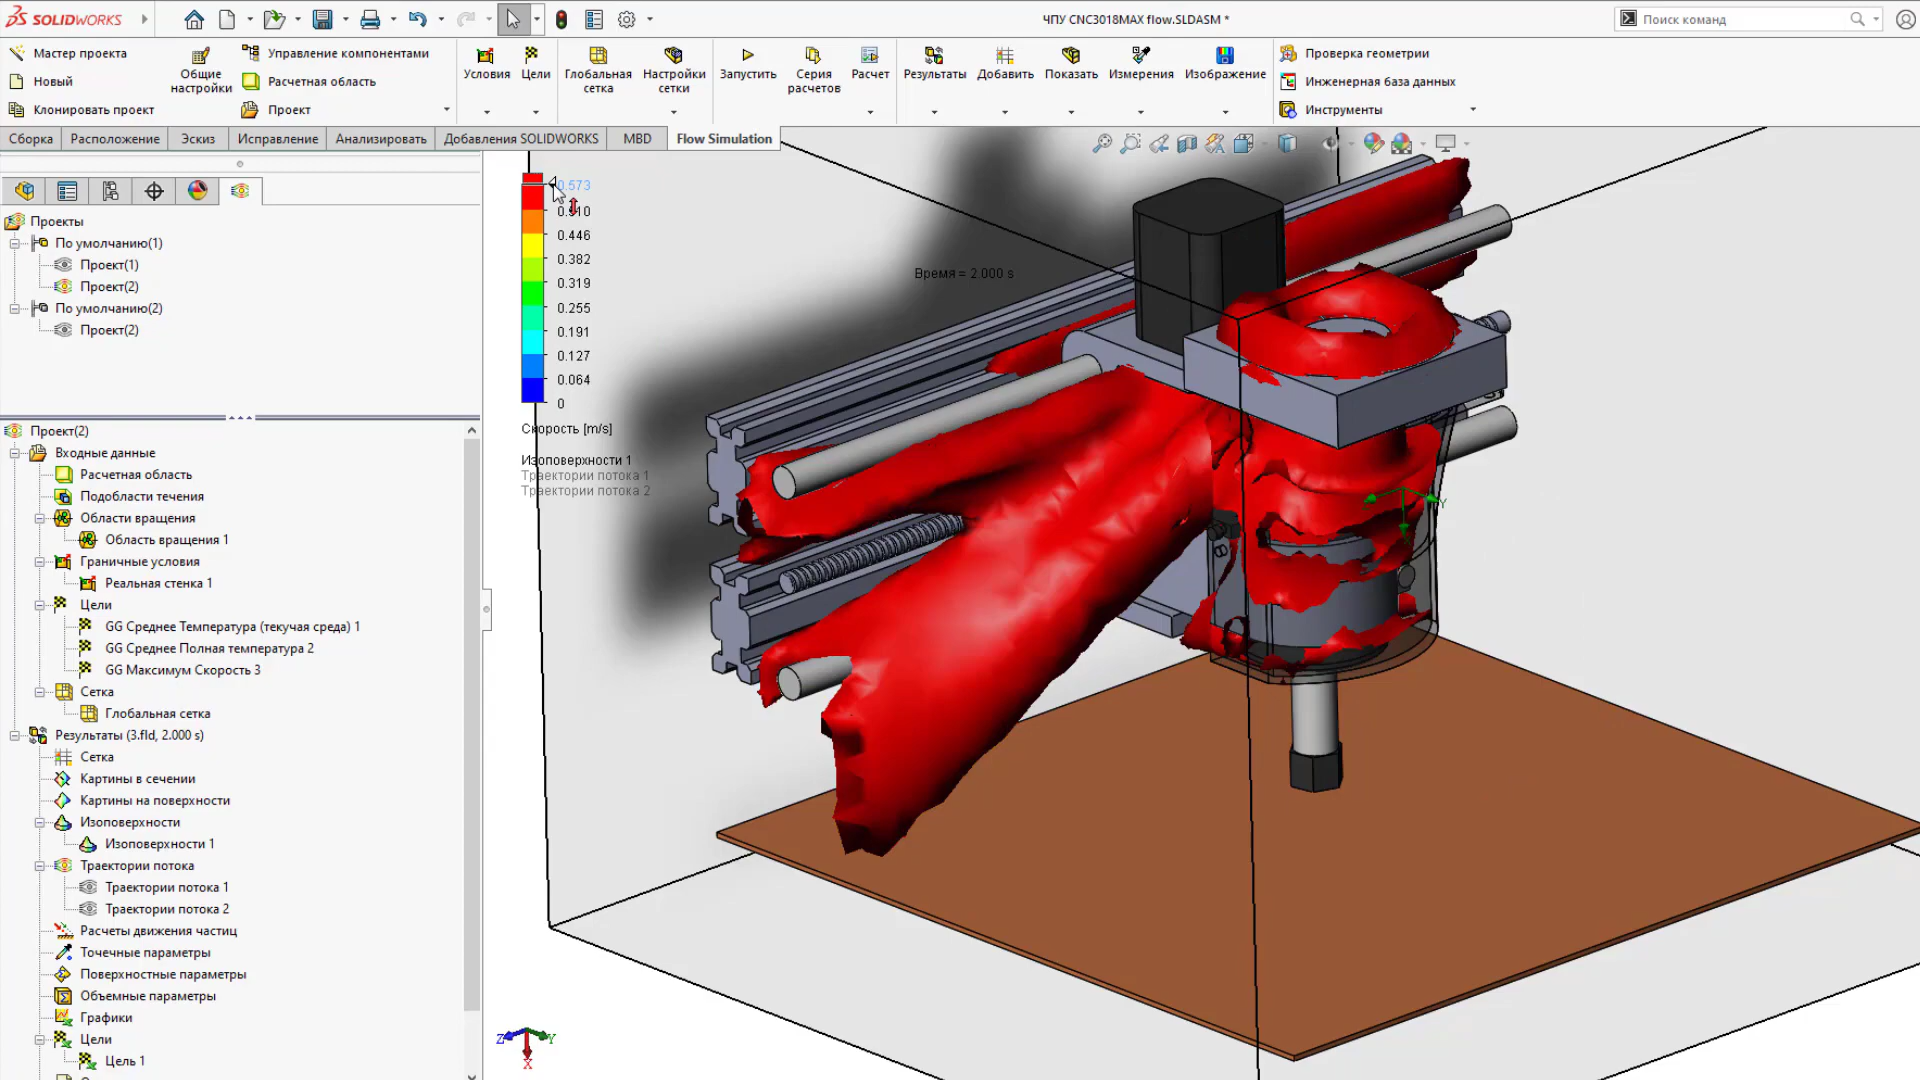 SOLIDWORKS
ЧПУ CNC3018MAX flow.SLDASM *
Поиск команд
Мастер проекта
Новый
Клонировать проект
Общие настройки
Управление компонентами
Расчетная область
Проект
Условия
Цели
Глобальная сетка
Настройки сетки
Запустить
Серия расчетов
Расчет
Результаты
Добавить
Показать
Измерения
Изображение
Проверка геометрии
Инженерная база данных
Инструменты
Сборка
Расположение
Эскиз
Исправление
Анализировать
Добавления SOLIDWORKS
MBD
Flow Simulation
Проекты
По умолчанию(1)
Проект(1)
Проект(2)
По умолчанию(2)
Проект(2)
Проект(2)
Входные данные
Расчетная область
Подобласти течения
Области вращения
Область вращения 1
Граничные условия
Реальная стенка 1
Цели
GG Среднее Температура (текучая среда) 1
GG Среднее Полная температура 2
GG Максимум Скорость 3
Сетка
Глобальная сетка
Результаты (3.fld, 2.000 s)
Сетка
Картины в сечении
Картины на поверхности
Изоповерхности
Изоповерхности 1
Траектории потока
Траектории потока 1
Траектории потока 2
Расчеты движения частиц
Точечные параметры
Поверхностные параметры
Объемные параметры
Графики
Цели
Цель 1
0.573
0.510
0.446
0.382
0.319
0.255
0.191
0.127
0.064
0
Скорость [m/s]
Изоповерхности 1
Траектории потока 1
Траектории потока 2
Время = 2.000 s
Y
Z
Y
X